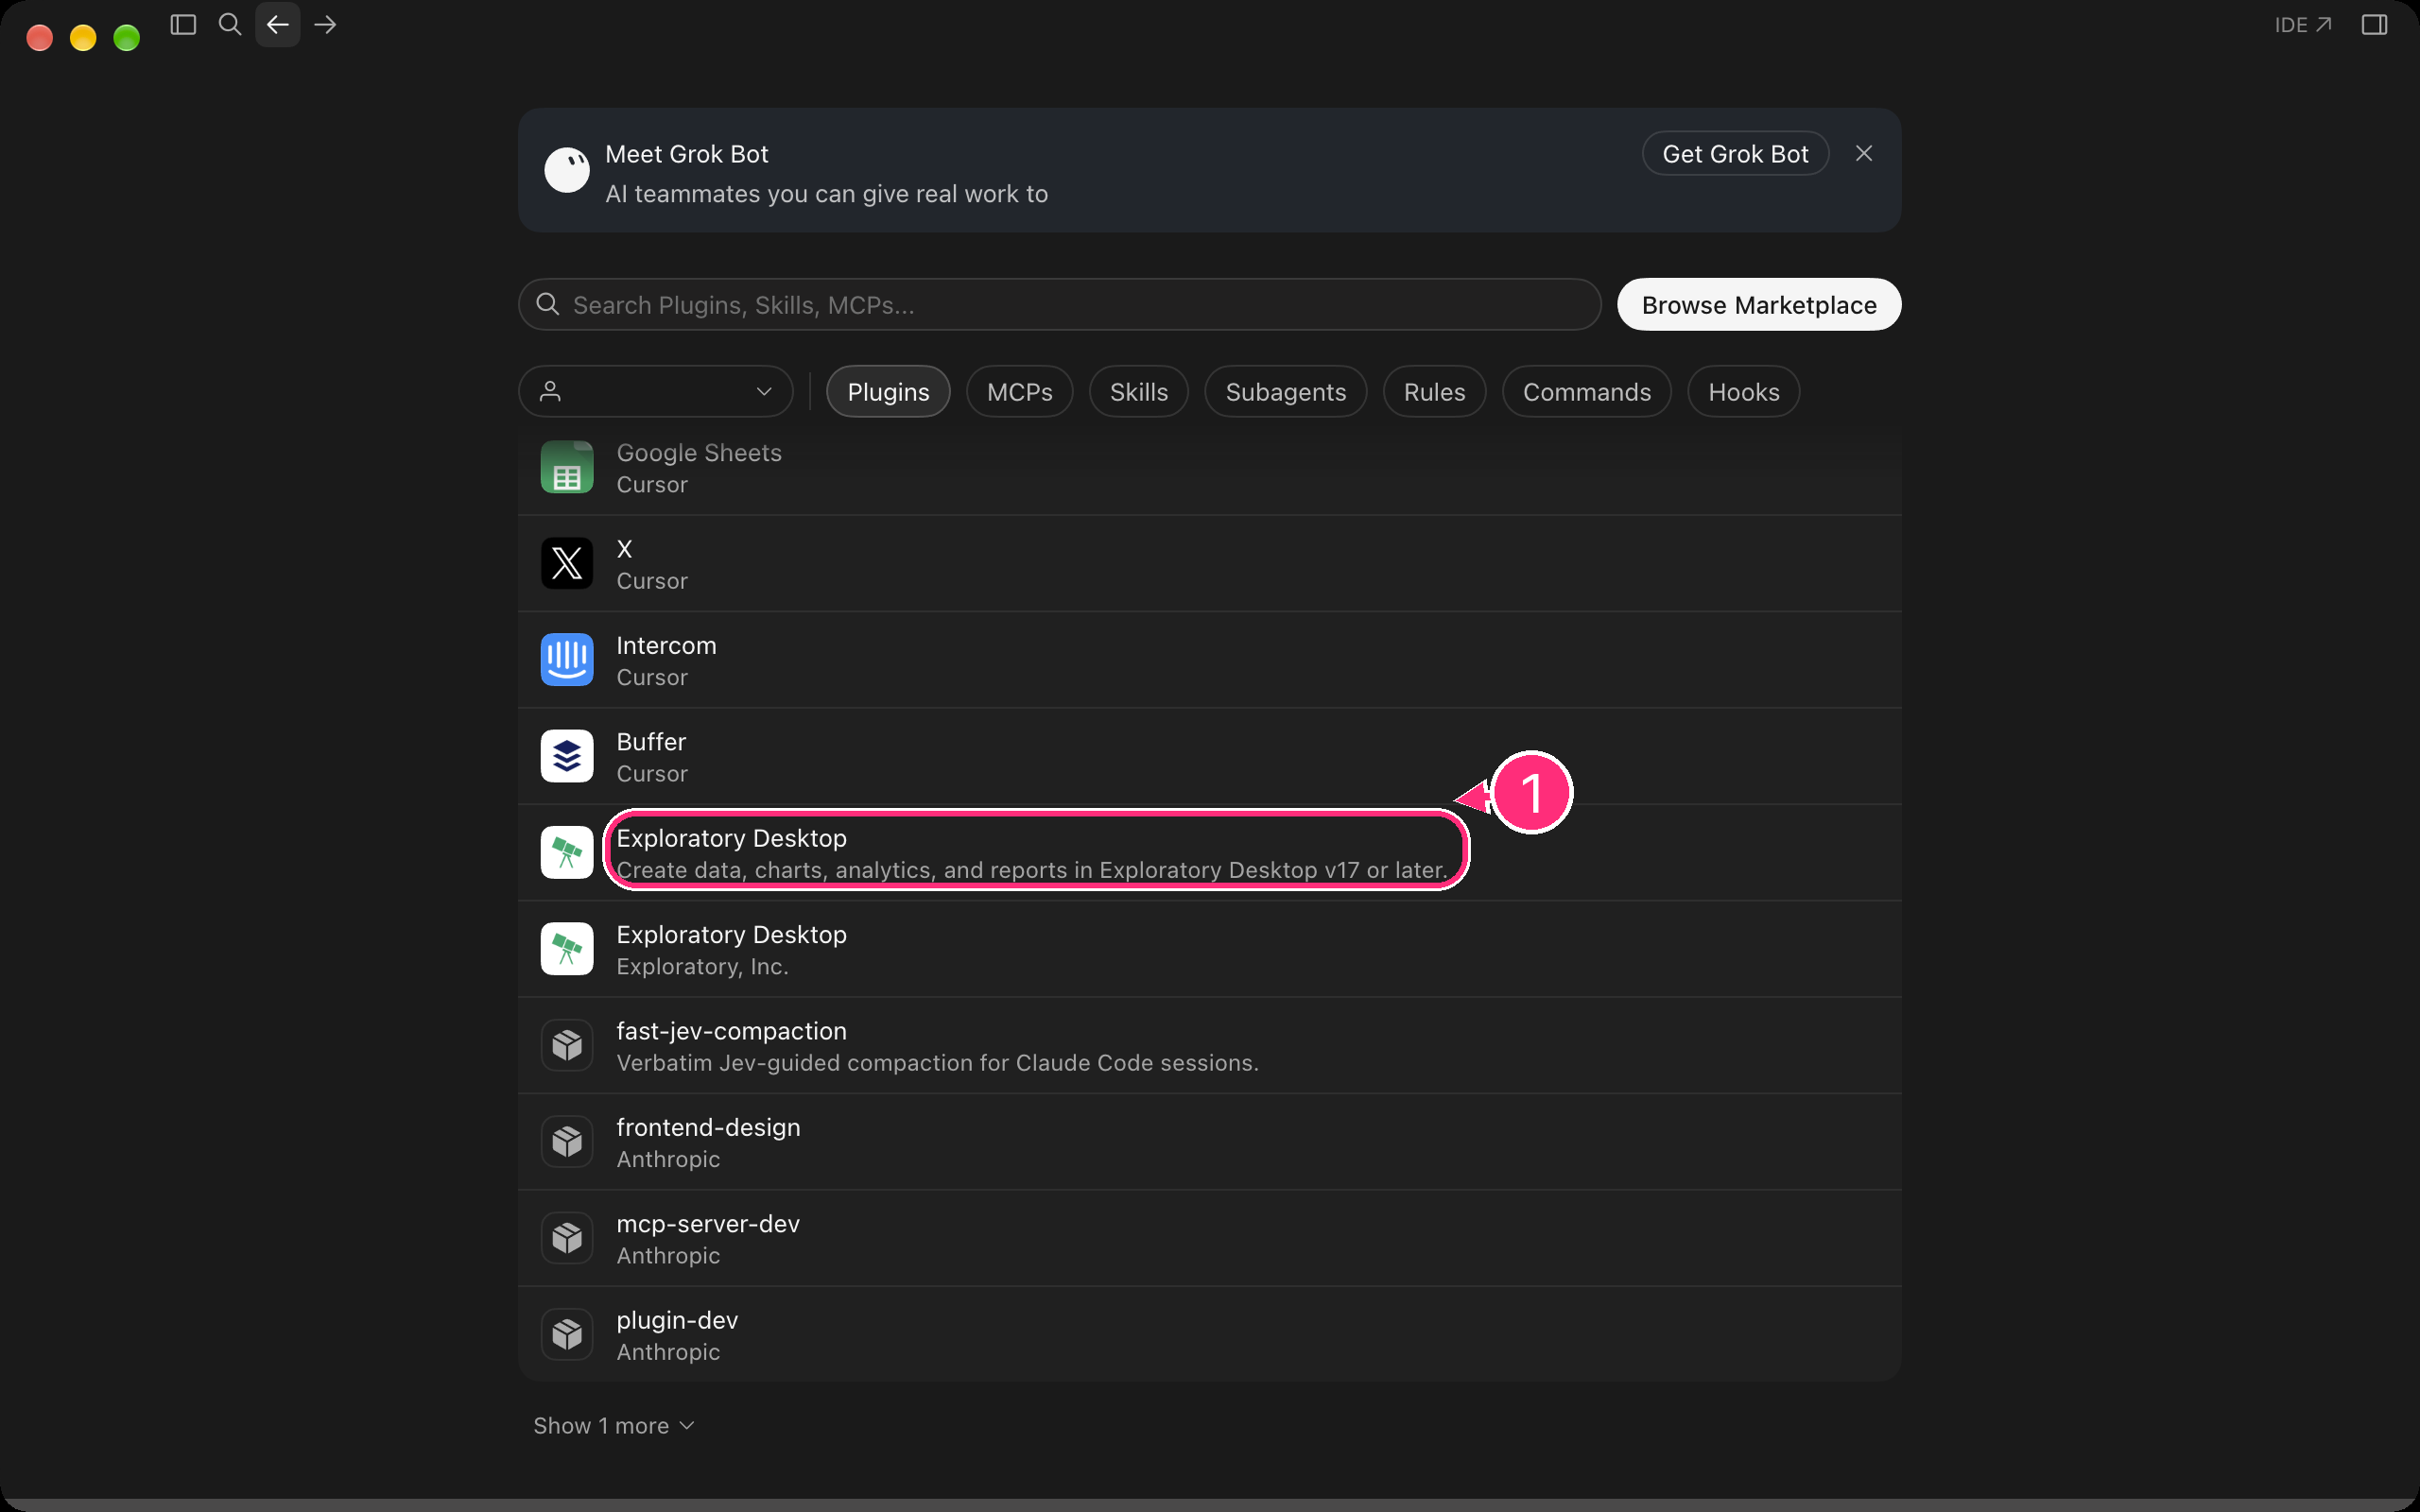 IDE
Meet Grok Bot
Get Grok Bot
AI teammates you can give real work to
Search Plugins, Skills, MCPs...
Browse Marketplace
Plugins
MCPs
Skills
Subagents
Rules
Commands
Hooks
Google Sheets
Cursor
X
Cursor
Intercom
Cursor
Buffer
Cursor
1
Exploratory Desktop
Create data, charts, analytics, and reports in Exploratory Desktop v17 or later.
Exploratory Desktop
Exploratory, Inc.
fast-jev-compaction
Verbatim Jev-guided compaction for Claude Code sessions.
frontend-design
Anthropic
mcp-server-dev
Anthropic
plugin-dev
Anthropic
Show 1 more